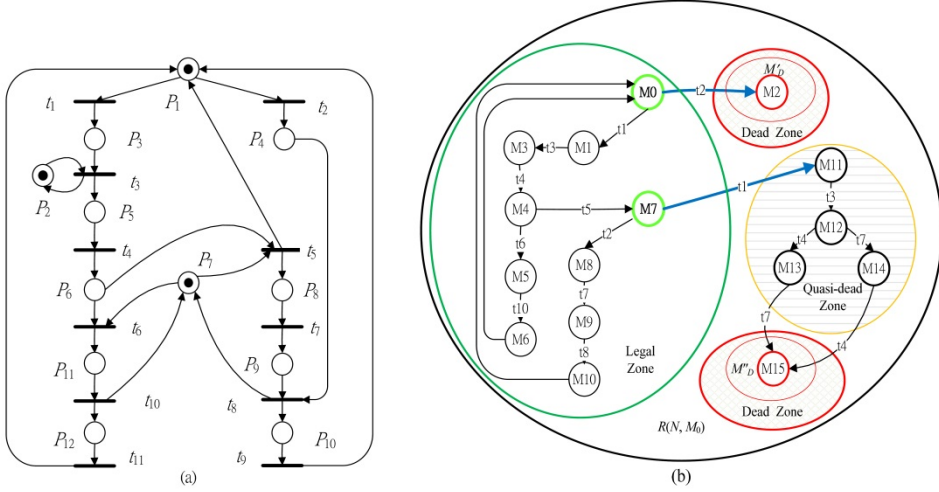 t1
P1
t2
P3
P4
P2
t3
P5
t4
P7
t5
P6
P8
t6
t7
P11
P9
t10
t8
P12
P10
t11
t9
(a)
M0
t2
M'D
M2
Dead Zone
t1
M3
t3
M1
t4
M4
t5
M7
t1
M11
t3
M12
t4
t7
M13
M14
Quasi-dead
Zone
t6
t2
M5
M8
t10
t7
M6
M9
t8
M10
Legal
Zone
t7
t4
M''D
M15
Dead Zone
R(N, M0)
(b)